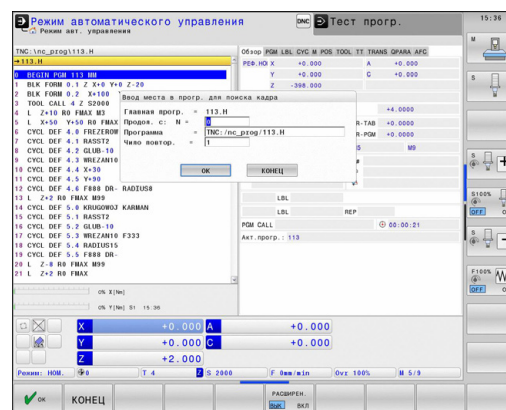 Режим автоматического управления
Режим авт. управления
DNC
Тест прогр.
15:36
TNC:\nc_prog\113.H
→113.H
0 BEGIN PGM 113 MM
1 BLK FORM 0.1 Z X+0 Y+0 Z-20
2 BLK FORM 0.2 X+100
3 TOOL CALL 4 Z S2000
4 L Z+10 R0 FMAX M3
5 L X+50 Y+50 R0 FMAX
6 CYCL DEF 4.0 FREZEROW
7 CYCL DEF 4.1 RASST2
8 CYCL DEF 4.2 GLUB-10
9 CYCL DEF 4.3 WREZAN10
10 CYCL DEF 4.4 X+30
11 CYCL DEF 4.5 Y+90
12 CYCL DEF 4.6 F888 DR- RADIUS8
13 L Z+2 R0 FMAX M99
14 CYCL DEF 5.0 KRUGOWOJ KARMAN
15 CYCL DEF 5.1 RASST2
16 CYCL DEF 5.2 GLUB-10
17 CYCL DEF 5.3 WREZAN10 F333
18 CYCL DEF 5.4 RADIUS15
19 CYCL DEF 5.5 F888 DR-
20 L Z-8 R0 FMAX M99
21 L Z+2 R0 FMAX
Обзор PGM LBL CYC M POS TOOL TT TRANS QPARA AFC
РЕФ.НОМ X +0.000 A +0.000
Y +0.000 C +0.000
Z -398.000
+4.0000
R-TAB +0.0000
R-PGM +0.0000
M9
LBL
LBL REP
PGM CALL 00:00:21
Акт.прогр.: 113
Ввод места в прогр. для поиска кадра
Главная прогр. = 113.H
Продол. с: N = 0
Программа = TNC:/nc_prog/113.H
Число повтор. = 1
OK КОНЕЦ
0% X[Nm]
0% Y[Nm] S1 15:36
X +0.000 A +0.000
Y +0.000 C +0.000
Z +2.000
Режим: НОМ. 0 T 4 Z S 2000 F 0mm/min Ovr 100% M 5/9
OK
КОНЕЦ
РАСШИРЕН.
ВЫК ВКЛ
M
S
S
S100%
OFF
S
F100%
OFF